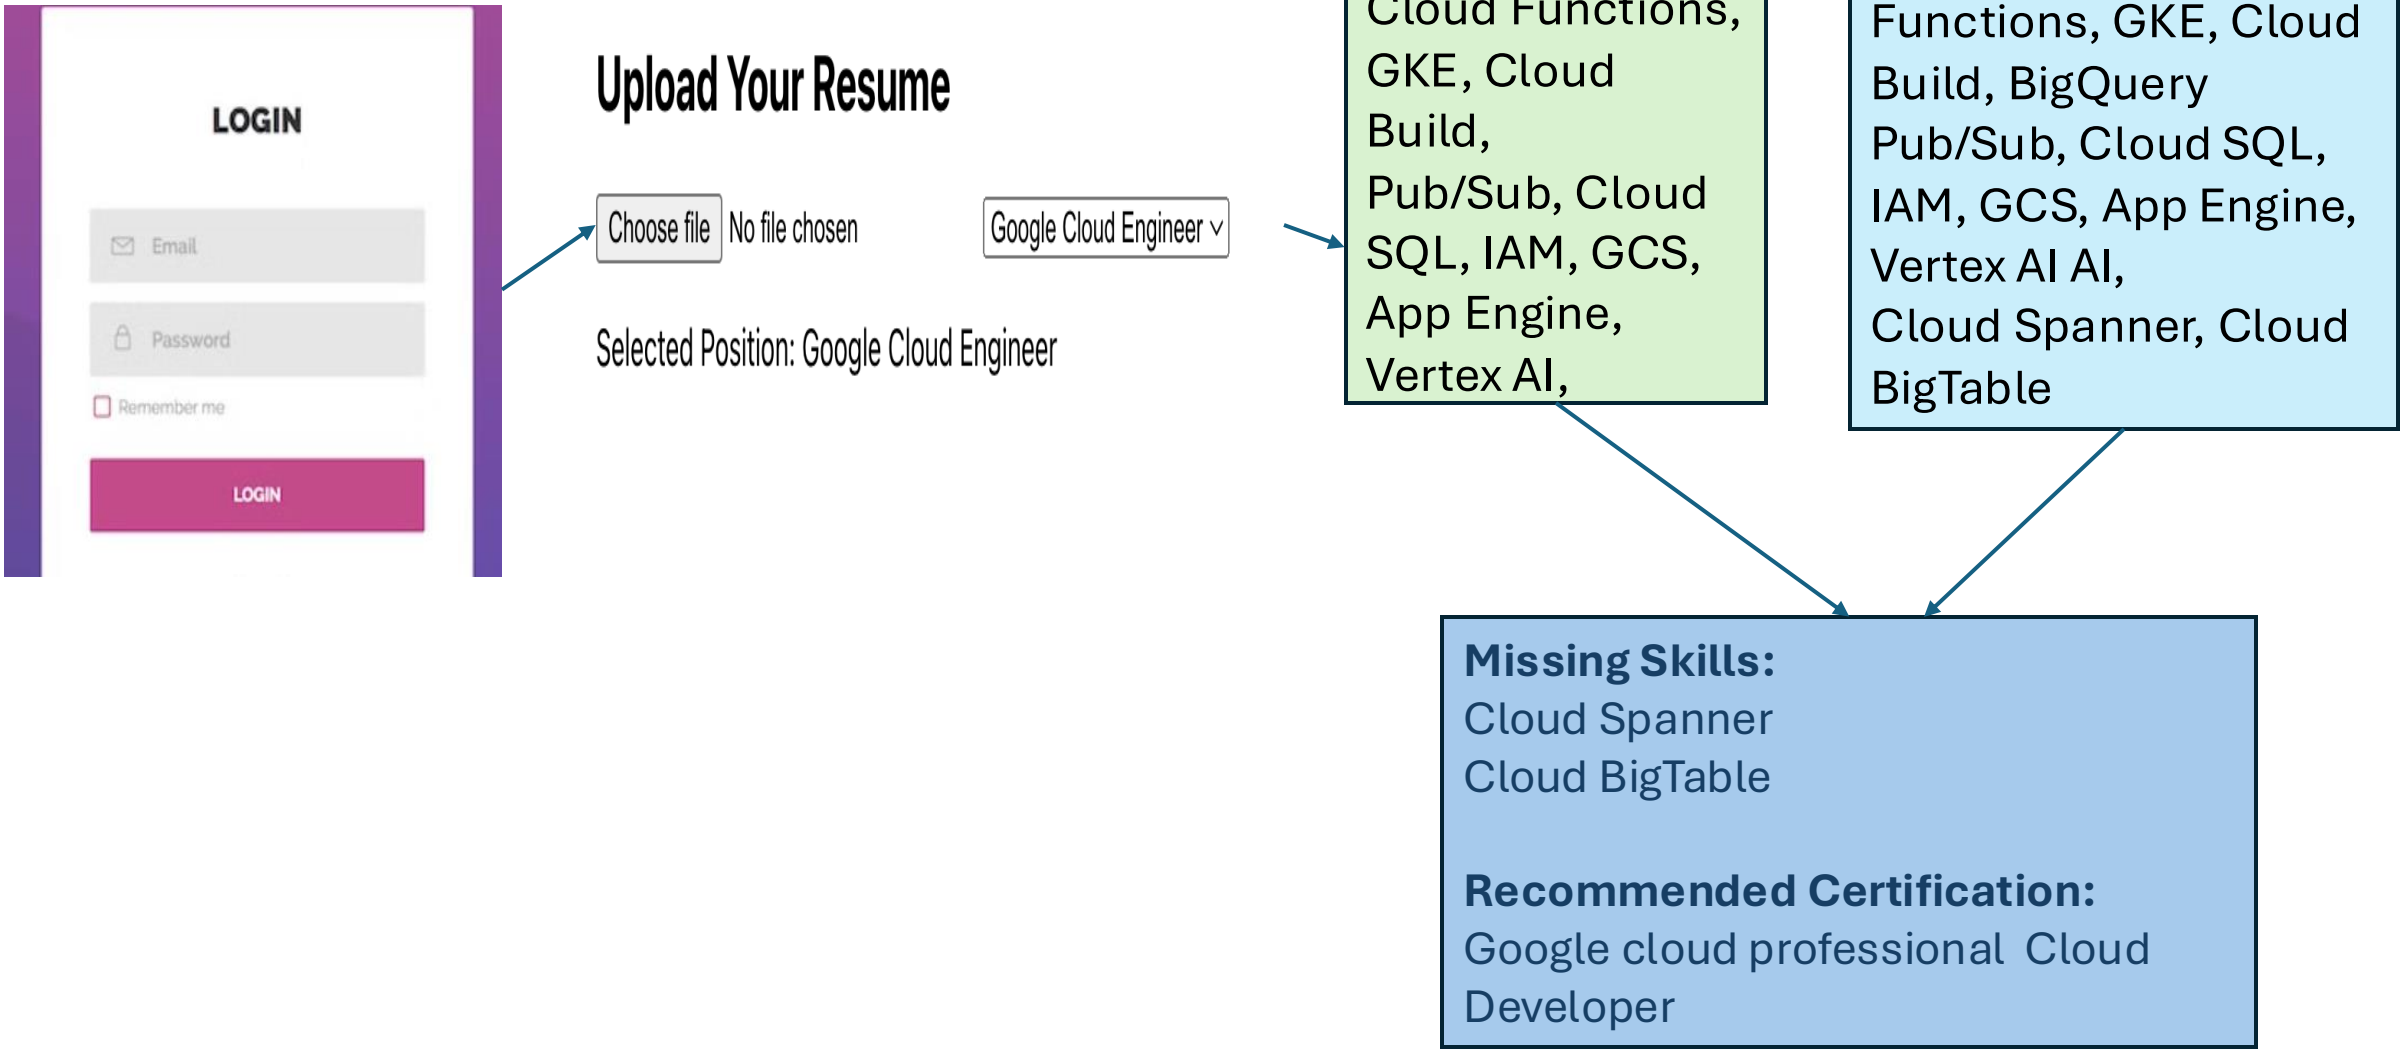 LOGIN
Email
Password
Remember me
LOGIN
Upload Your Resume
Choose file No file chosen
Google Cloud Engineer
Selected Position: Google Cloud Engineer
Cloud Functions,
GKE, Cloud
Build,
Pub/Sub, Cloud
SQL, IAM, GCS,
App Engine,
Vertex AI,
Functions, GKE, Cloud
Build, BigQuery
Pub/Sub, Cloud SQL,
IAM, GCS, App Engine,
Vertex AI AI,
Cloud Spanner, Cloud
BigTable
Missing Skills:
Cloud Spanner
Cloud BigTable
Recommended Certification:
Google cloud professional  Cloud
Developer